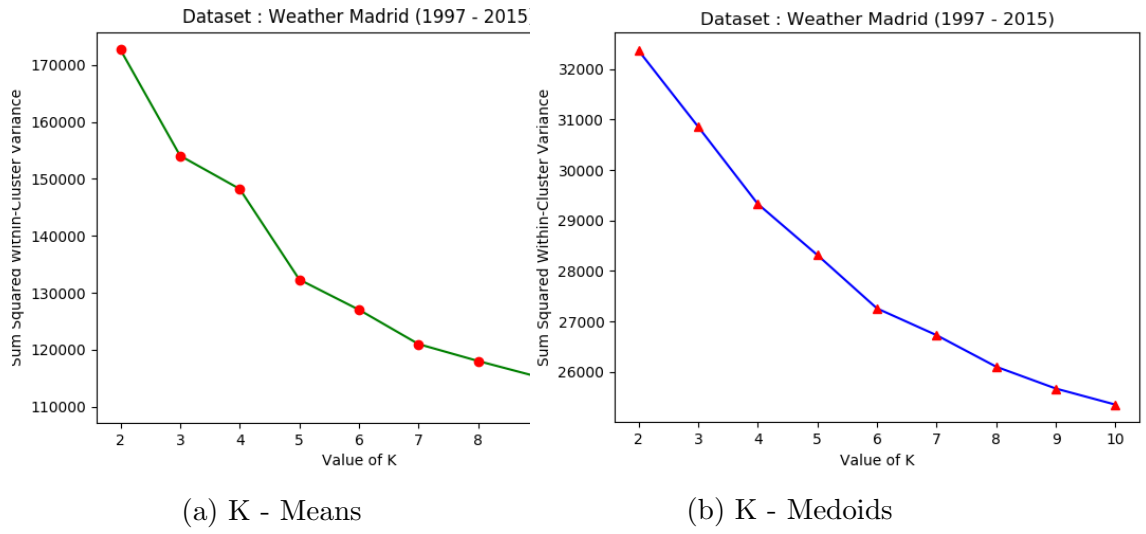 Dataset : Weather Madrid (1997 - 2015)
Sum Squared Within-Cluster Variance
170000
160000
150000
140000
130000
120000
110000
2 3 4 5 6 7 8
Value of K
(a) K - Means
Dataset : Weather Madrid (1997 - 2015)
Sum Squared Within-Cluster Variance
32000
31000
30000
29000
28000
27000
26000
2 3 4 5 6 7 8 9 10
Value of K
(b) K - Medoids